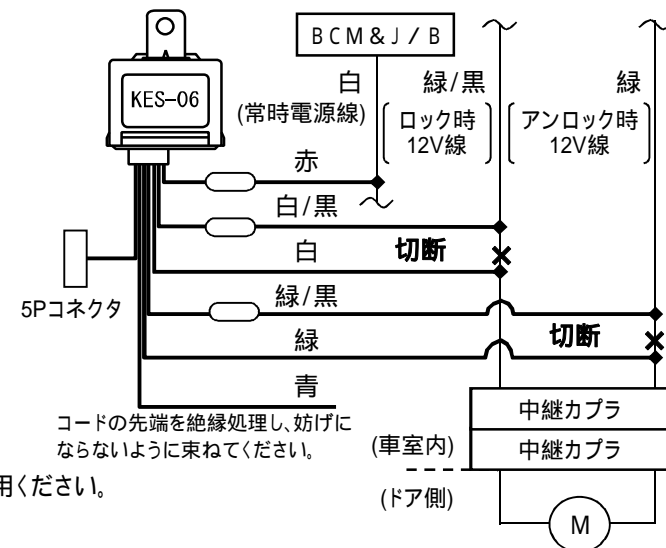 BCM&J/B
KES-06
白
緑/黒
緑
(常時電源線)
ロック時
12V線
アンロック時
12V線
赤
白/黒
白
切断
5Pコネクタ
緑/黒
緑
切断
青
コードの先端を絶縁処理し、妨げに
ならないように束ねてください。
中継カプラ
(車室内)
中継カプラ
用ください。
(ドア側)
M